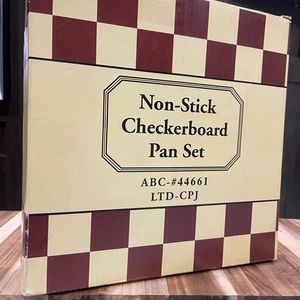 Non-Stick
Checkerboard
Pan Set
ABC-#44661
LTD-CPJ